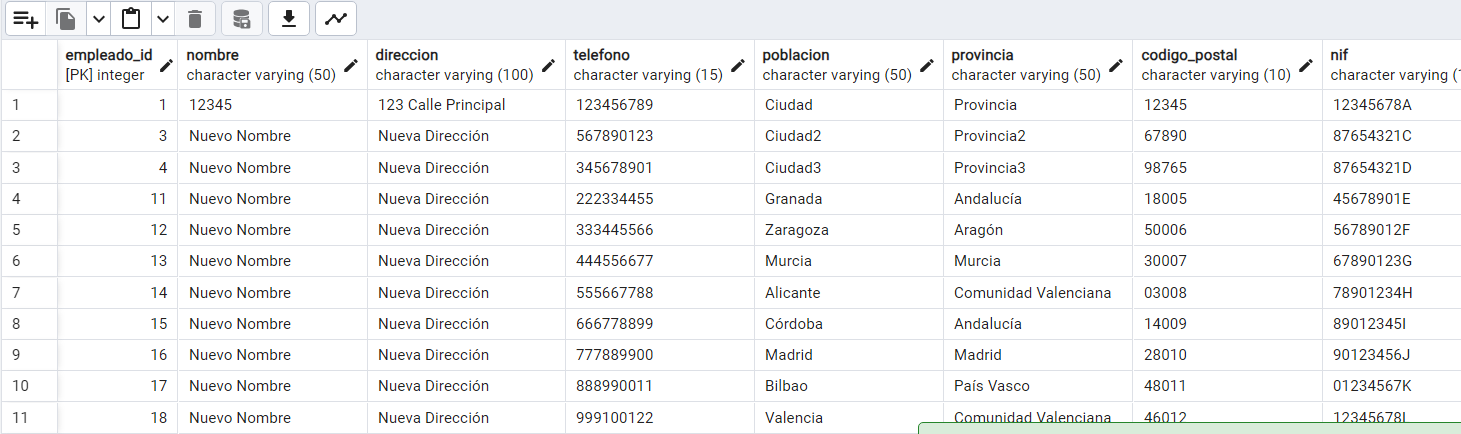 empleado_id nombre direccion telefono poblacion provincia codigo_postal nif
[PK] integer character varying (50) character varying (100) character varying (15) character varying (50) character varying (50) character varying (10) character varying (
1 1 12345 123 Calle Principal 123456789 Ciudad Provincia 12345 12345678A
2 3 Nuevo Nombre Nueva Dirección 567890123 Ciudad2 Provincia2 67890 87654321C
3 4 Nuevo Nombre Nueva Dirección 345678901 Ciudad3 Provincia3 98765 87654321D
4 11 Nuevo Nombre Nueva Dirección 222334455 Granada Andalucía 18005 45678901E
5 12 Nuevo Nombre Nueva Dirección 333445566 Zaragoza Aragón 50006 56789012F
6 13 Nuevo Nombre Nueva Dirección 444556677 Murcia Murcia 30007 67890123G
7 14 Nuevo Nombre Nueva Dirección 555667788 Alicante Comunidad Valenciana 03008 78901234H
8 15 Nuevo Nombre Nueva Dirección 666778899 Córdoba Andalucía 14009 89012345I
9 16 Nuevo Nombre Nueva Dirección 777889900 Madrid Madrid 28010 90123456J
10 17 Nuevo Nombre Nueva Dirección 888990011 Bilbao País Vasco 48011 01234567K
11 18 Nuevo Nombre Nueva Dirección 999100122 Valencia Comunidad Valenciana 46012 12345678L